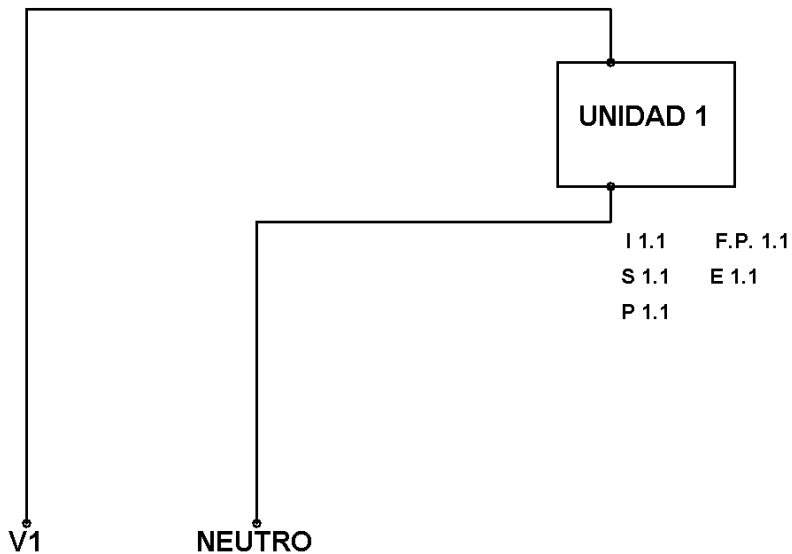 UNIDAD 1
I 1.1 F.P. 1.1
S 1.1 E 1.1
P 1.1
V1 NEUTRO